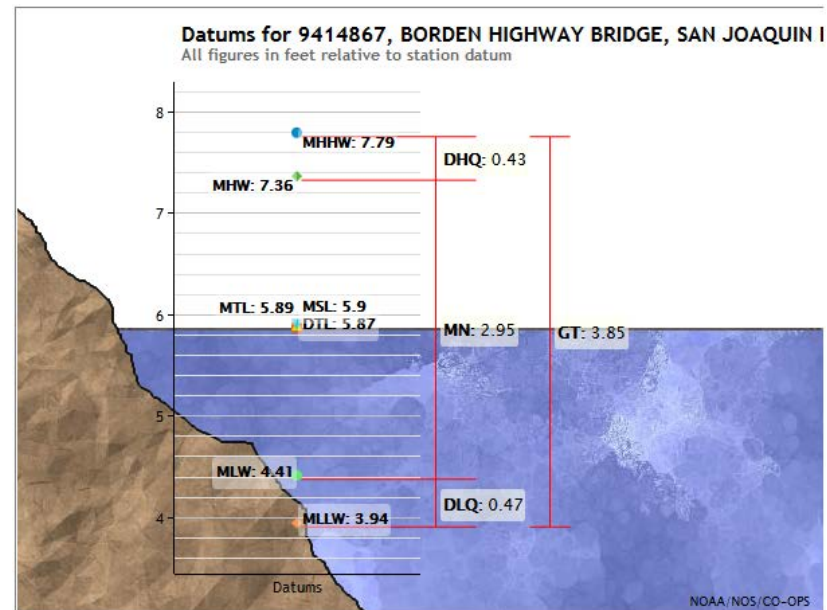 Datums for 9414867, BORDEN HIGHWAY BRIDGE, SAN JOAQUIN
All figures in feet relative to station datum
8
MHHW: 7.79
DHQ: 0.43
MHW: 7.36
7
MTL: 5.89 MSL: 5.9
6
DTL: 5.87
MN: 2.95
GT: 3.85
5
MLW: 4.41
DLQ: 0.47
4
MLLW: 3.94
Datums
NOAA/NOS/CO-OPS